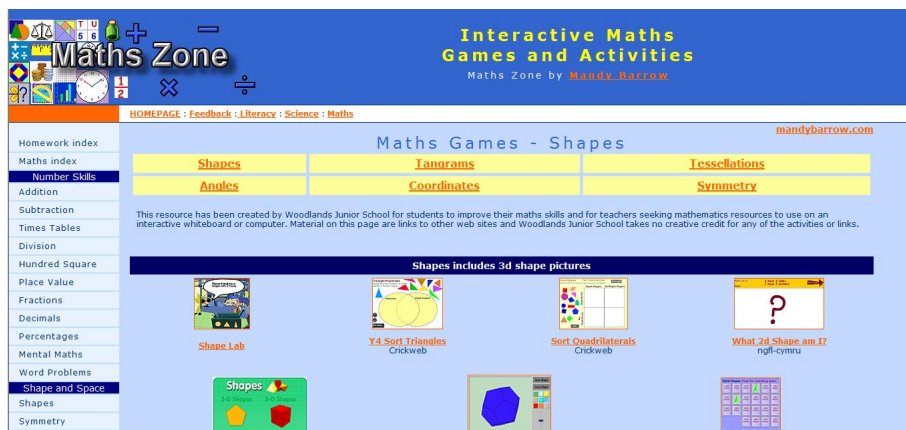 T U
5 6
Maths Zone
1
2
Interactive Maths
Games and Activities
Maths Zone by Mandy Barrow
HOMEPAGE : Feedback : Literacy : Science : Maths
mandybarrow.com
Homework index
Maths index
Number Skills
Addition
Subtraction
Times Tables
Division
Hundred Square
Place Value
Fractions
Decimals
Percentages
Mental Maths
Word Problems
Shape and Space
Shapes
Symmetry
Maths Games - Shapes
Shapes Tangrams Tessellations
Angles Coordinates Symmetry
This resource has been created by Woodlands Junior School for students to improve their maths skills and for teachers seeking mathematics resources to use on an
interactive whiteboard or computer. Material on this page are links to other web sites and Woodlands Junior School takes no creative credit for any of the activities or links.
Shapes includes 3d shape pictures
Shape Lab
Y4 Sort Triangles
Crickweb
Sort Quadrilaterals
Crickweb
What 2d Shape am I?
ngfl-cymru
Shapes
2-D Shapes 3-D Shapes